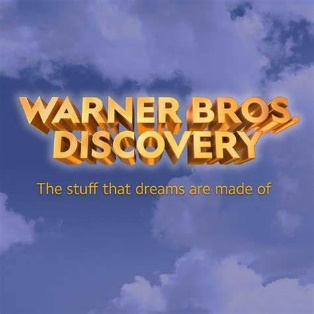 WARNER BROS.
DISCOVERY
The stuff that dreams are made of